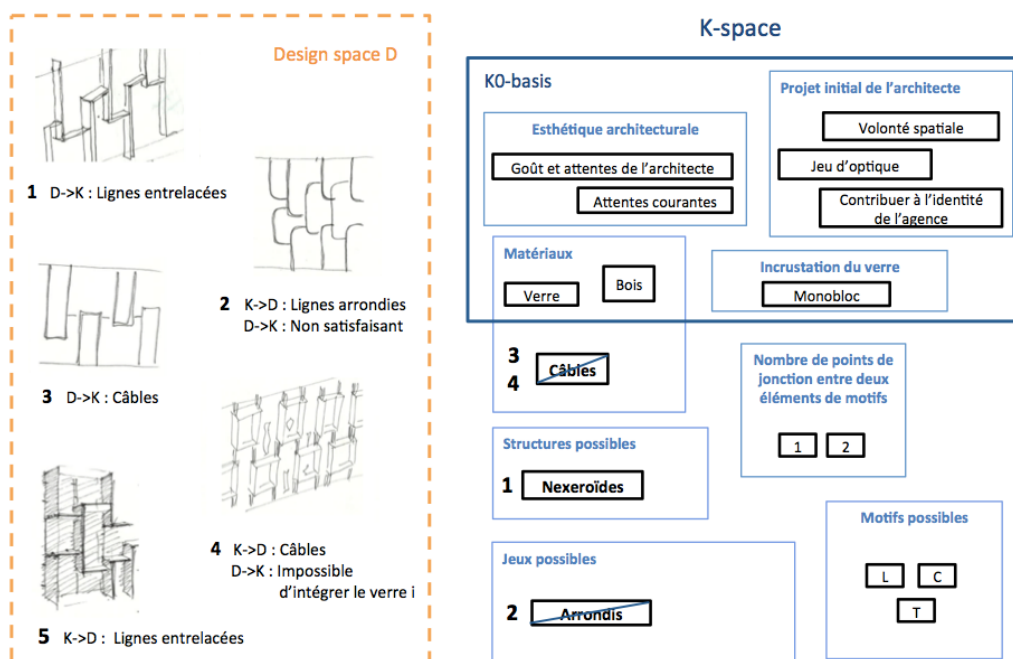 Design space D
1 D->K : Lignes entrelacées
2 K->D : Lignes arrondies
D->K : Non satisfaisant
3 D->K : Câbles
4 K->D : Câbles
D->K : Impossible
d'intégrer le verre i
5 K->D : Lignes entrelacées
K-space
K0-basis
Esthétique architecturale
Goût et attentes de l'architecte
Attentes courantes
Projet initial de l'architecte
Volonté spatiale
Jeu d'optique
Contribuer à l'identité
de l'agence
Matériaux
Verre
Bois
Incrustation du verre
Monobloc
3
4
Câbles
Nombre de points de
jonction entre deux
éléments de motifs
1
2
Structures possibles
1 Nexeroïdes
Motifs possibles
L
C
T
Jeux possibles
2 Arrondis